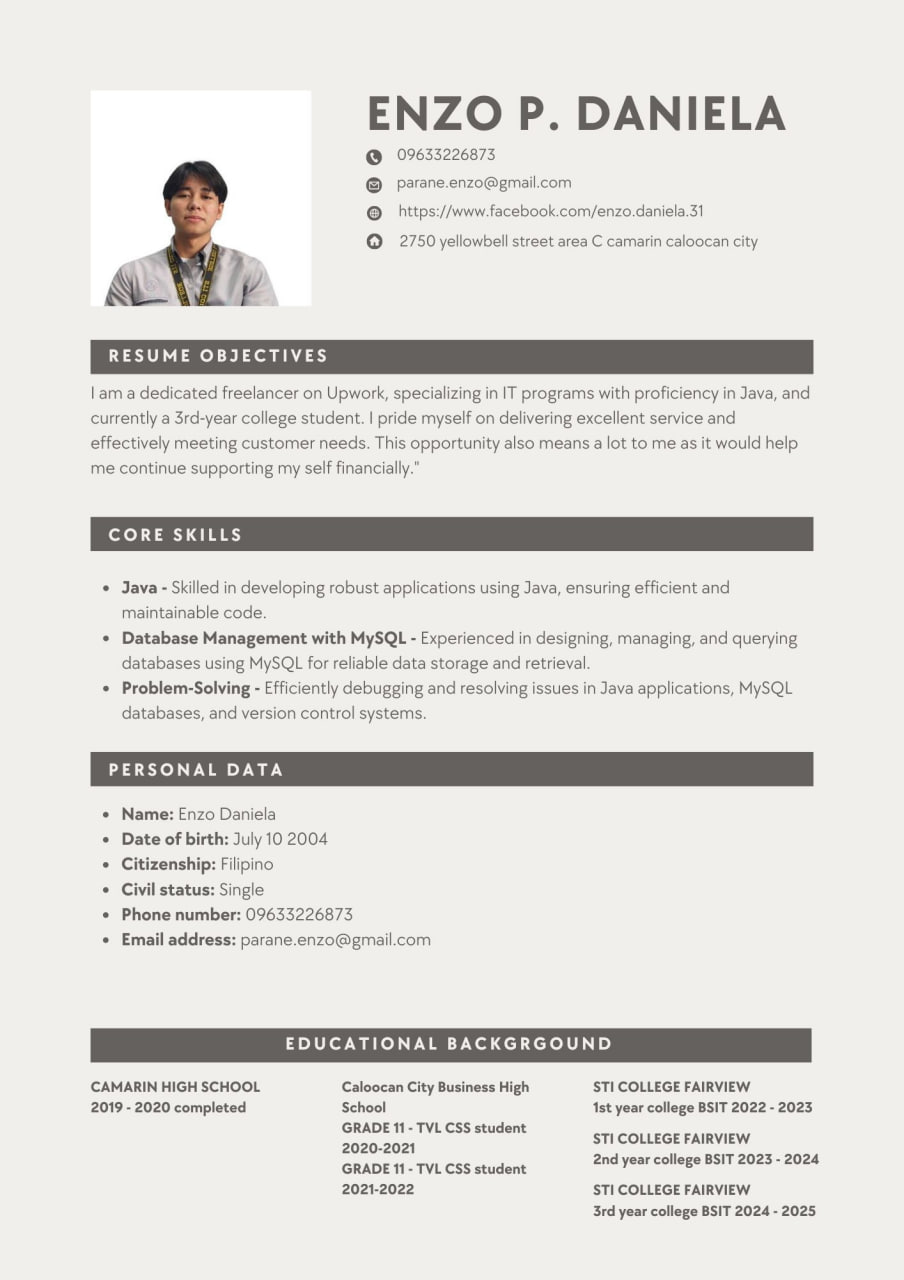 ENZO P. DANIELA
09633226873
parane.enzo@gmail.com
https://www.facebook.com/enzo.daniela.31
2750 yellowbell street area C camarin caloocan city
RESUME OBJECTIVES
I am a dedicated freelancer on Upwork, specializing in IT programs with proficiency in Java, and
currently a 3rd-year college student. I pride myself on delivering excellent service and
effectively meeting customer needs. This opportunity also means a lot to me as it would help
me continue supporting my self financially."
CORE SKILLS
• Java - Skilled in developing robust applications using Java, ensuring efficient and
maintainable code.
• Database Management with MySQL - Experienced in designing, managing, and querying
databases using MySQL for reliable data storage and retrieval.
• Problem-Solving - Efficiently debugging and resolving issues in Java applications, MySQL
databases, and version control systems.
PERSONAL DATA
• Name: Enzo Daniela
• Date of birth: July 10 2004
• Citizenship: Filipino
• Civil status: Single
• Phone number: 09633226873
• Email address: parane.enzo@gmail.com
EDUCATIONAL BACKGRGOUND
CAMARIN HIGH SCHOOL
2019 - 2020 completed
Caloocan City Business High
School
GRADE 11 - TVL CSS student
2020-2021
GRADE 11 - TVL CSS student
2021-2022
STI COLLEGE FAIRVIEW
1st year college BSIT 2022 - 2023
STI COLLEGE FAIRVIEW
2nd year college BSIT 2023 - 2024
STI COLLEGE FAIRVIEW
3rd year college BSIT 2024 - 2025